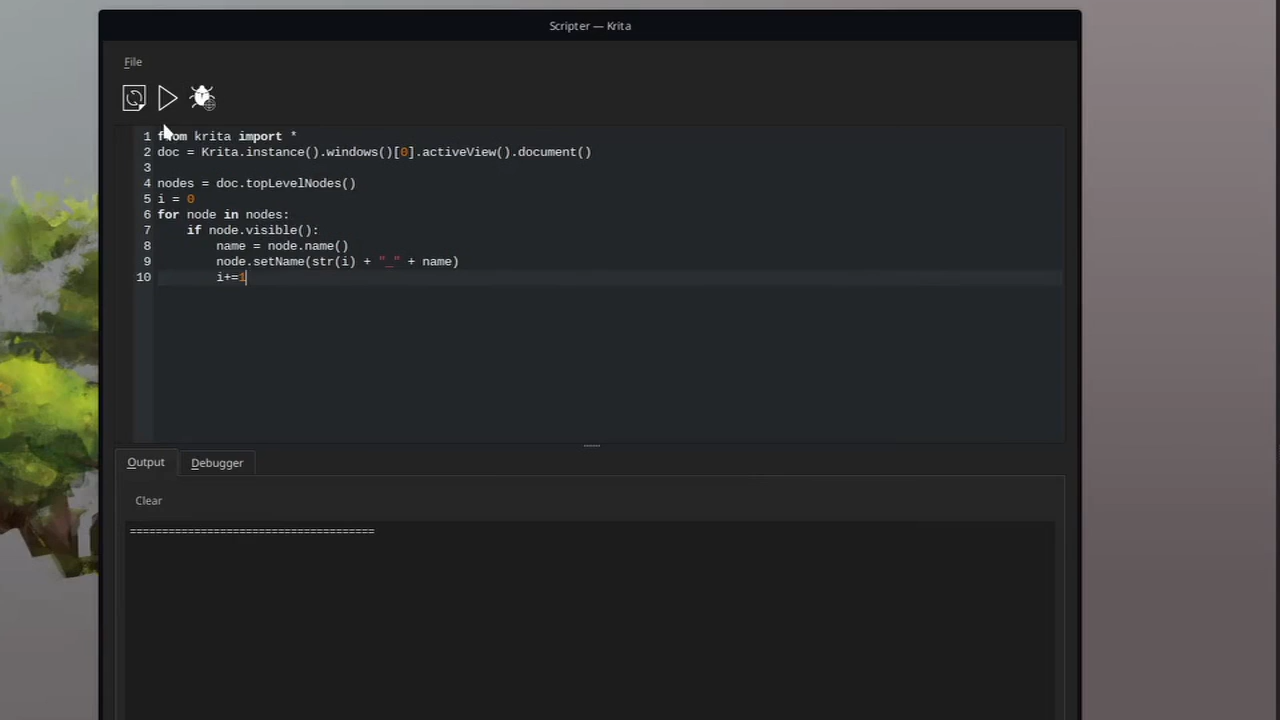 Scripter — Krita
File
1 from krita import *
2 doc = Krita.instance().windows()[0].activeView().document()
3
4 nodes = doc.topLevelNodes()
5 i = 0
6 for node in nodes:
7     if node.visible():
8         name = node.name()
9         node.setName(str(i) + "_" + name)
10         i+=1
Output Debugger
Clear
==================================